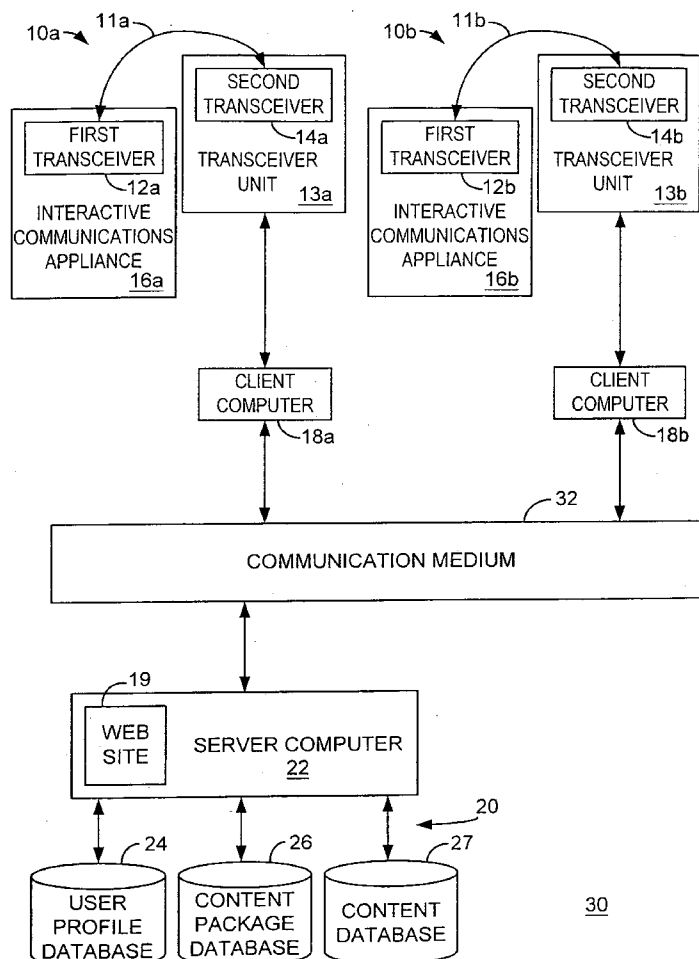 11a
11b
10a
10b
SECOND
TRANSCEIVER
14a
TRANSCEIVER
UNIT
13a
FIRST
TRANSCEIVER
12a
INTERACTIVE
COMMUNICATIONS
APPLIANCE
16a
SECOND
TRANSCEIVER
14b
TRANSCEIVER
UNIT
13b
FIRST
TRANSCEIVER
12b
INTERACTIVE
COMMUNICATIONS
APPLIANCE
16b
CLIENT
COMPUTER
18a
CLIENT
COMPUTER
18b
32
COMMUNICATION MEDIUM
19
WEB
SITE
SERVER COMPUTER
22
20
24
26
27
USER
PROFILE
DATABASE
CONTENT
PACKAGE
DATABASE
CONTENT
DATABASE
30